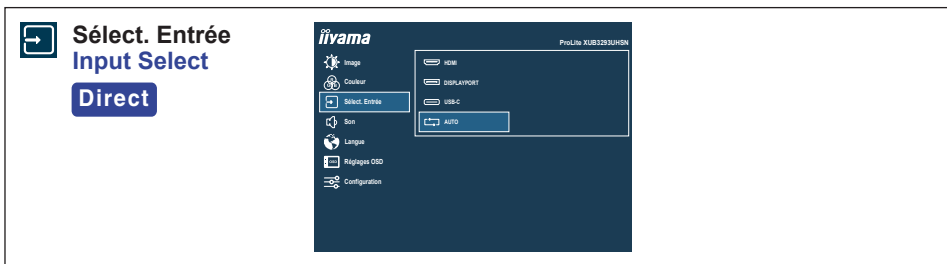 Sélect. Entrée
Input Select
Direct
iiyama
ProLite XUB3293UHSN
Image
Couleur
Sélect. Entrée
Son
Langue
OSD
Réglages OSD
Configuration
HDMI
DISPLAYPORT
USB-C
AUTO